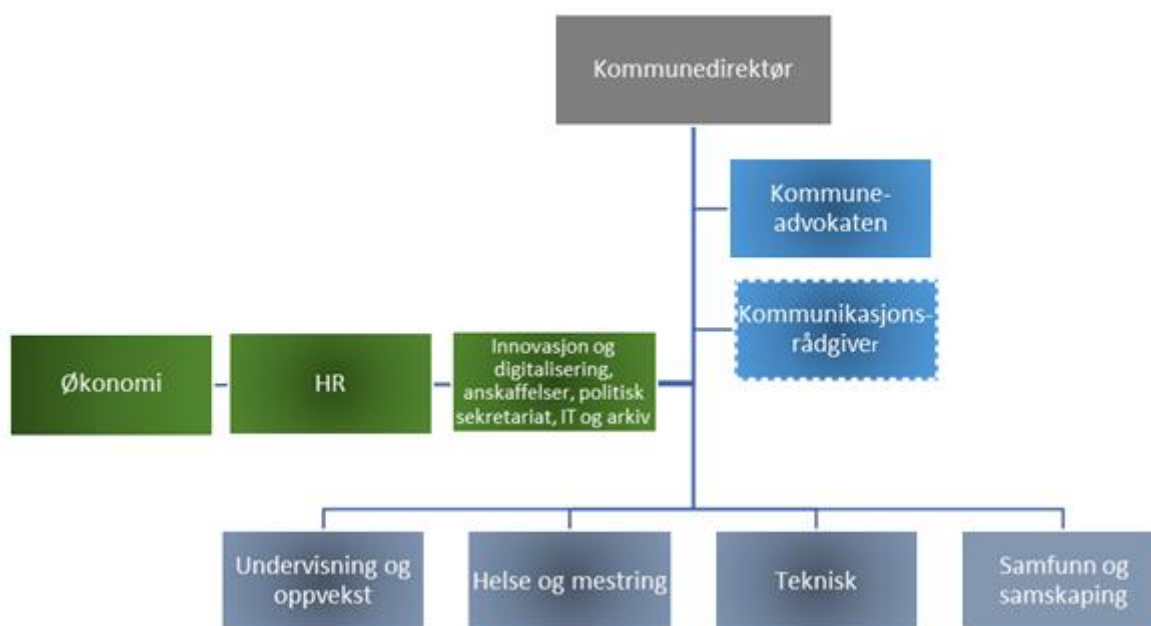 Kommunedirektør
Kommune-
advokaten
Kommunikasjons-
rådgiver
Økonomi
HR
Innovasjon og
digitalisering,
anskaffelser, politisk
sekretariat, IT og arkiv
Undervisning og
oppvekst
Helse og mestring
Teknisk
Samfunn og
samskaping